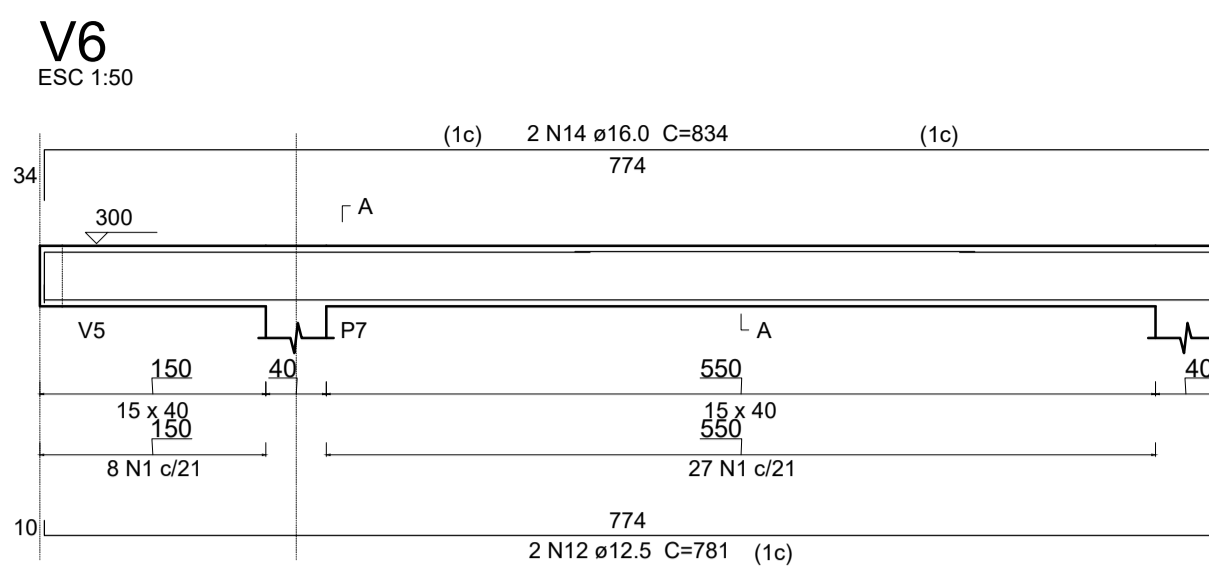 V6
ESC 1:50
(1c) 2 N14 ø16.0 C=834 (1c)
774
34
A
300
V5 P7 A
150 40 550 40
15 x 40 15 x 40
150 550
8 N1 c/21 27 N1 c/21
774
10
2 N12 ø12.5 C=781 (1c)